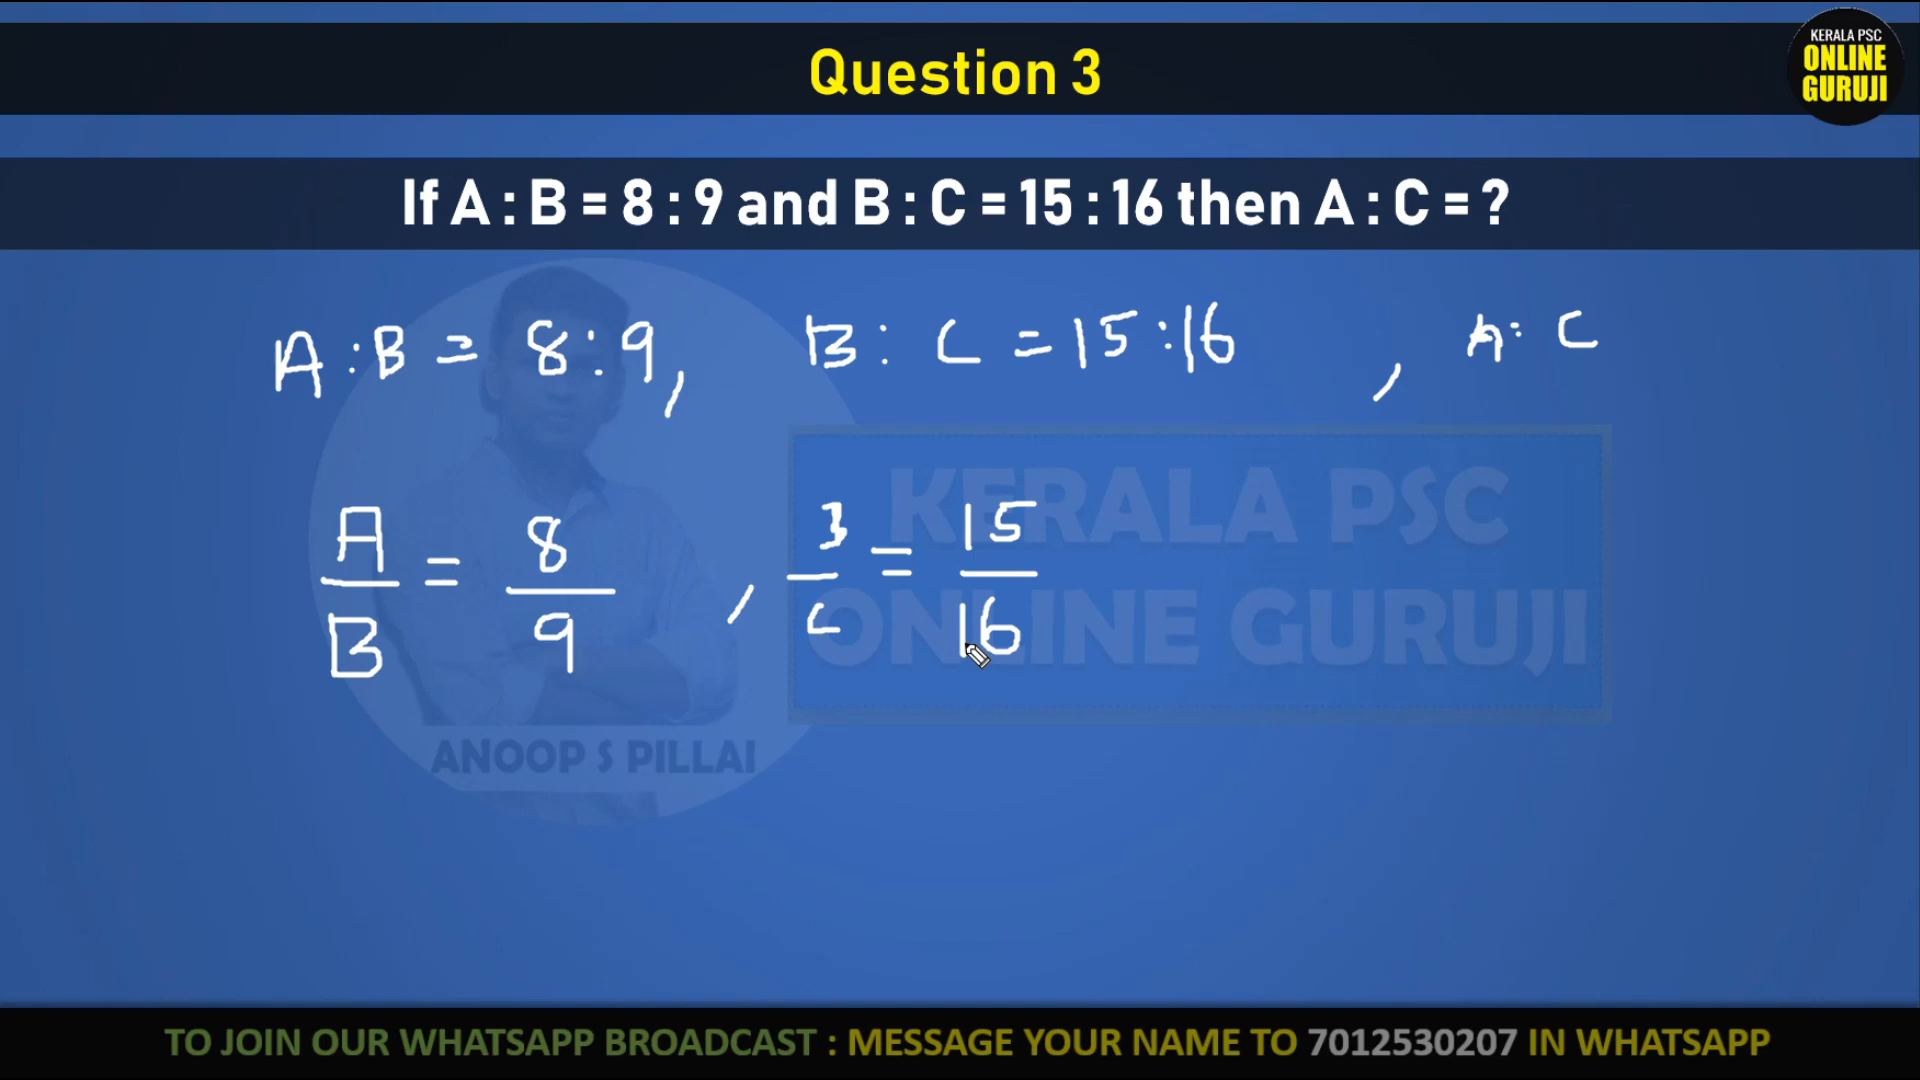 Question 3
KERALA PSC
ONLINE
GURUJI
If A : B = 8 : 9 and B : C = 15 : 16 then A : C = ?
A : B = 8 : 9 , B : C = 15 : 16 , A : C
KERALA PSC
ONLINE GURUJI
A = 8 , 3 = 15
B 9 C 16
ANOOP S PILLAI
TO JOIN OUR WHATSAPP BROADCAST : MESSAGE YOUR NAME TO 7012530207 IN WHATSAPP